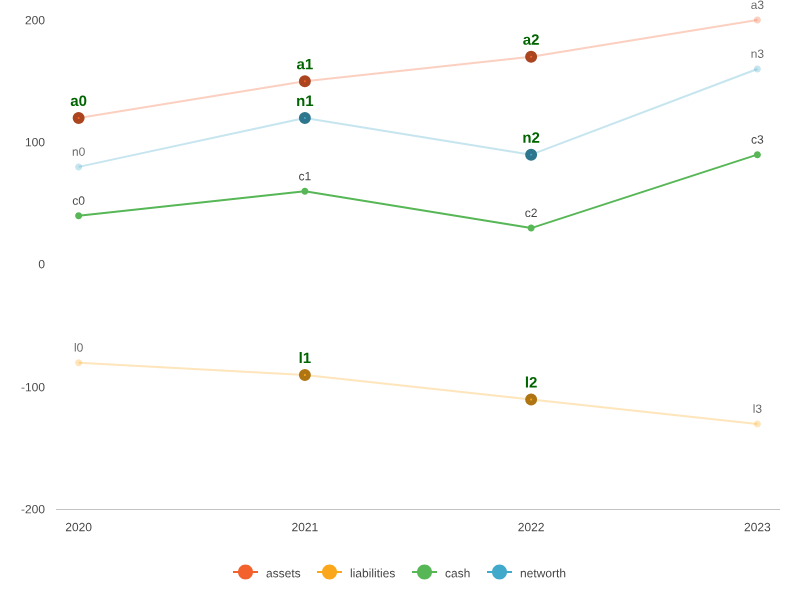 a3
200
a2
n3
a1
a0
n1
100
n2
c3
n0
c1
c0
c2
0
l0
l1
l2
-100
l3
-200
2020 2021 2022 2023
assets liabilities cash networth